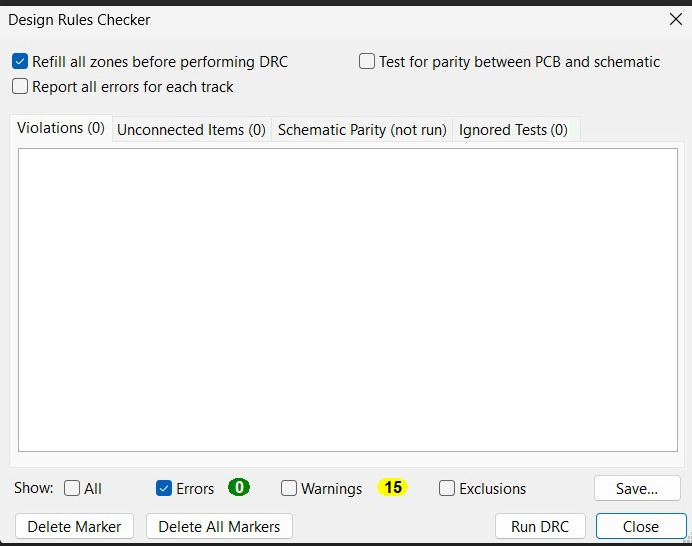 Design Rules Checker
Refill all zones before performing DRC
Test for parity between PCB and schematic
Report all errors for each track
Violations (0)
Unconnected Items (0)
Schematic Parity (not run)
Ignored Tests (0)
Show:
All
Errors
0
Warnings
15
Exclusions
Save...
Delete Marker
Delete All Markers
Run DRC
Close